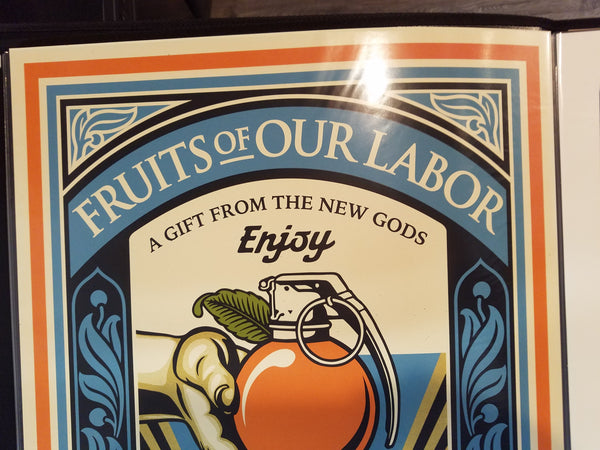 FRUITS OF OUR LABOR
A GIFT FROM THE NEW GODS
Enjoy